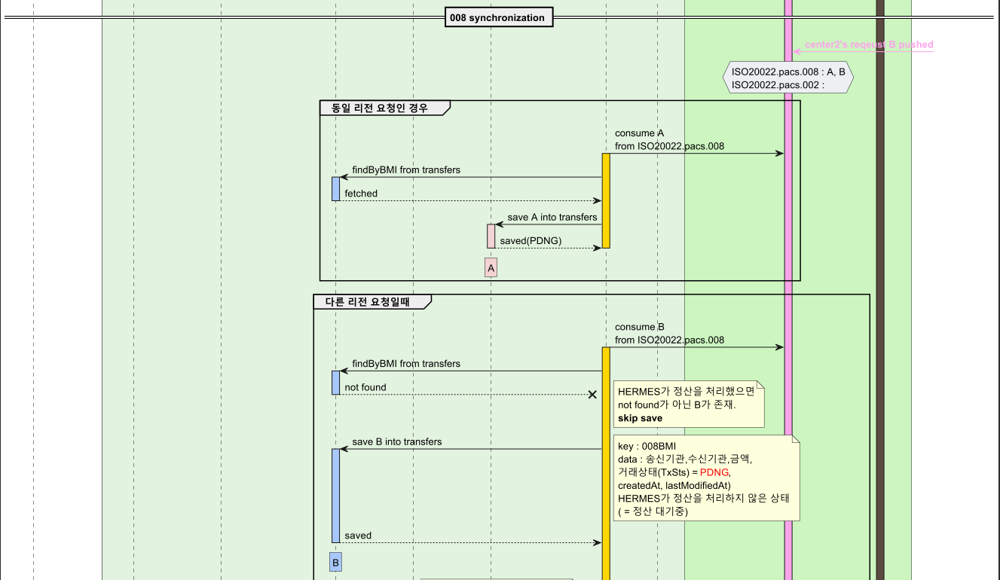 008 synchronization
center2's reqeust B pushed
ISO20022.pacs.008 : A, B
ISO20022.pacs.002 :
동일 리전 요청인 경우
consume A
from ISO20022.pacs.008
findByBMI from transfers
fetched
save A into transfers
saved(PDNG)
A
다른 리전 요청일때
consume B
from ISO20022.pacs.008
findByBMI from transfers
not found
HERMES가 정산을 처리했으면
not found가 아닌 B가 존재.
skip save
save B into transfers
key : 008BMI
data : 송신기관,수신기관,금액,
거래상태(TxSts) = PDNG,
createdAt, lastModifiedAt)
HERMES가 정산을 처리하지 않은 상태
( = 정산 대기중)
saved
B